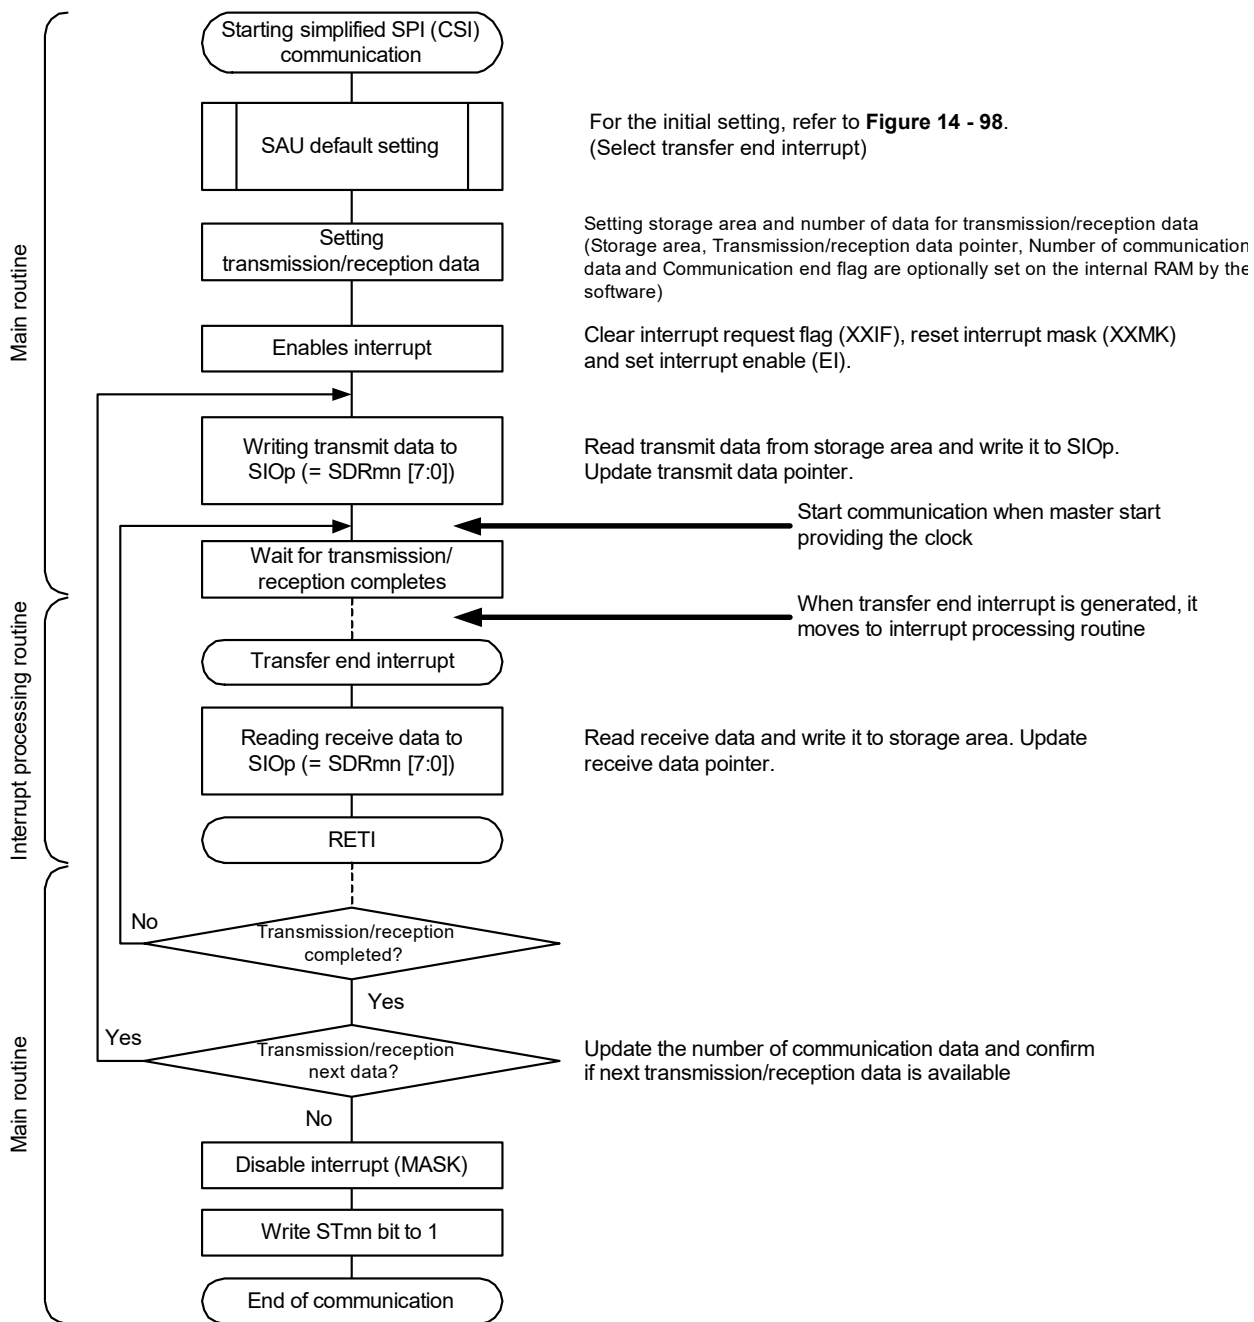 Starting simplified SPI (CSI)
communication
SAU default setting
For the initial setting, refer to Figure 14 - 98.
(Select transfer end interrupt)
Setting
transmission/reception data
Setting storage area and number of data for transmission/reception data
(Storage area, Transmission/reception data pointer, Number of communication
data and Communication end flag are optionally set on the internal RAM by the
software)
Main routine
Enables interrupt
Clear interrupt request flag (XXIF), reset interrupt mask (XXMK)
and set interrupt enable (EI).
Writing transmit data to
SIOp (= SDRmn [7:0])
Read transmit data from storage area and write it to SIOp.
Update transmit data pointer.
Start communication when master start
providing the clock
Wait for transmission/
reception completes
When transfer end interrupt is generated, it
moves to interrupt processing routine
Interrupt processing routine
Transfer end interrupt
Reading receive data to
SIOp (= SDRmn [7:0])
Read receive data and write it to storage area. Update
receive data pointer.
RETI
No
Transmission/reception
completed?
Yes
Main routine
Yes
Transmission/reception
next data?
Update the number of communication data and confirm
if next transmission/reception data is available
No
Disable interrupt (MASK)
Write STmn bit to 1
End of communication